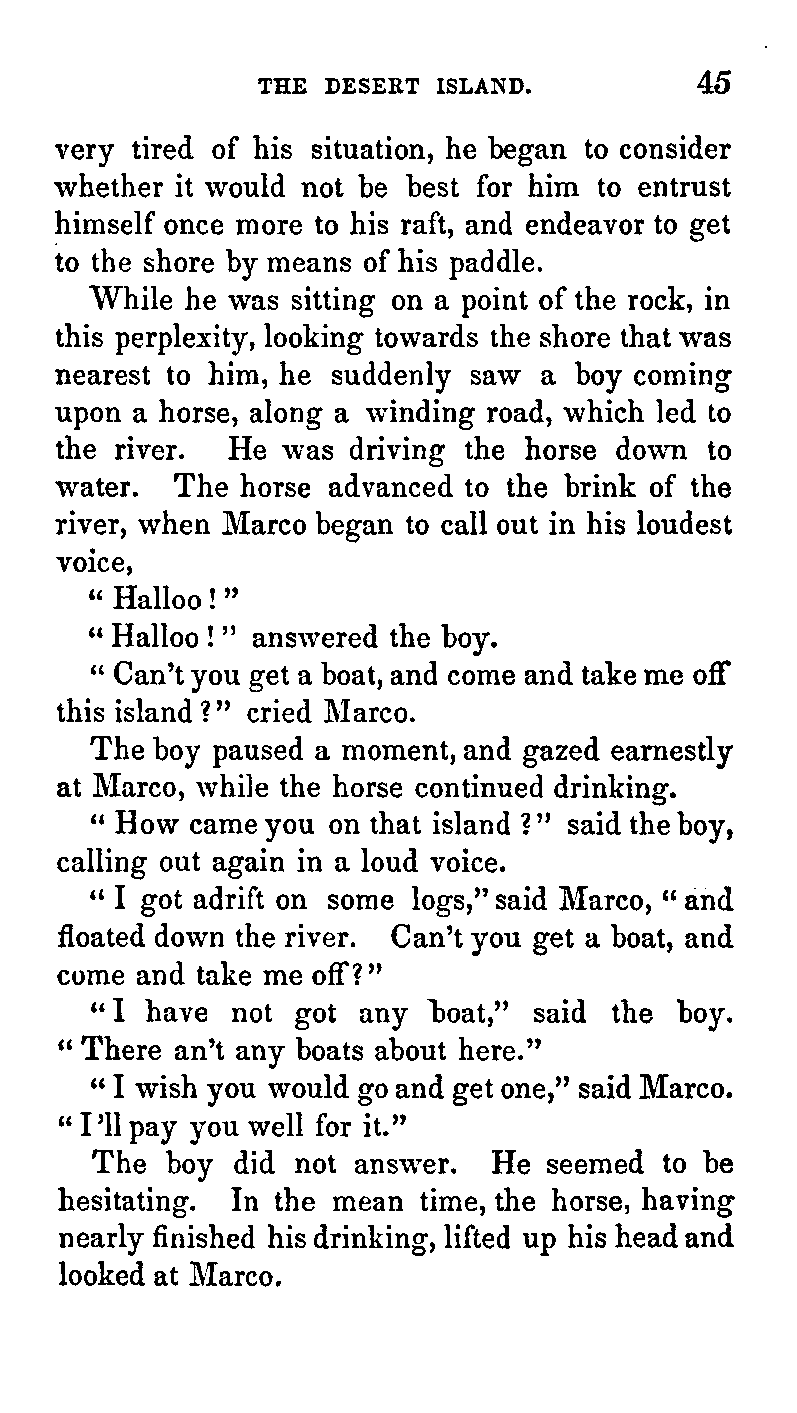 THE DESERT ISLAND. 45
very tired of his situation, he began to consider
whether it would not be best for him to entrust
himself once more to his raft, and endeavor to get
to the shore by means of his paddle.
While he was sitting on a point of the rock, in
this perplexity, looking towards the shore that was
nearest to him, he suddenly saw a boy coming
upon a horse, along a winding road, which led to
the river. He was driving the horse down to
water. The horse advanced to the brink of the
river, when Marco began to call out in his loudest
voice,
“ Halloo ! ”
“ Halloo ! ” answered the boy.
“ Can’t you get a boat, and come and take me off
this island ? ” cried Marco.
The boy paused a moment, and gazed earnestly
at Marco, while the horse continued drinking.
“ How came you on that island ? ” said the boy,
calling out again in a loud voice.
“ I got adrift on some logs,” said Marco, “ and
floated down the river. Can’t you get a boat, and
come and take me off? ”
“ I have not got any boat,” said the boy.
“ There an’t any boats about here.”
“ I wish you would go and get one,” said Marco.
“ I’ll pay you well for it.”
The boy did not answer. He seemed to be
hesitating. In the mean time, the horse, having
nearly finished his drinking, lifted up his head and
looked at Marco.